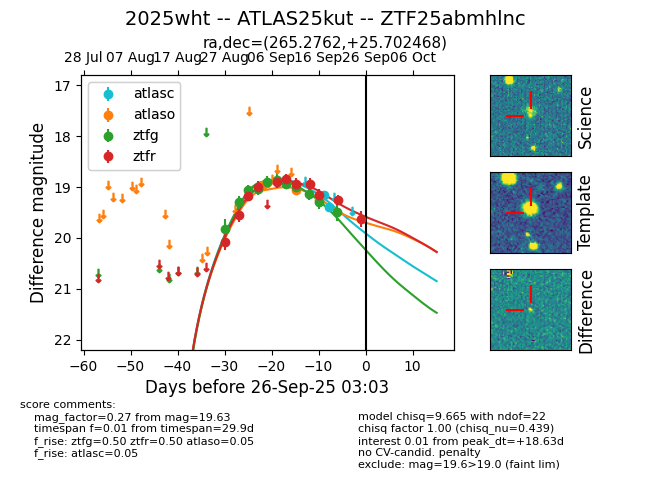 2025wht -- ATLAS25kut -- ZTF25abmhlnc
ra,dec=(265.2762,+25.702468)
28 Jul 07 Aug 17 Aug 27 Aug 06 Sep 16 Sep 26 Sep 06 Oct
17
18
19
20
21
22
Difference magnitude
atlasc
atlaso
ztfg
ztfr
−60 −50 −40 −30 −20 −10 0 10
Days before 26-Sep-25 03:03
Science
Template
Difference
score comments:
mag_factor=0.27 from mag=19.63
timespan f=0.01 from timespan=29.9d
f_rise: ztfg=0.50 ztfr=0.50 atlaso=0.05
f_rise: atlasc=0.05
model chisq=9.665 with ndof=22
chisq factor 1.00 (chisq_nu=0.439)
interest 0.01 from peak_dt=+18.63d
no CV-candid. penalty
exclude: mag=19.6>19.0 (faint lim)